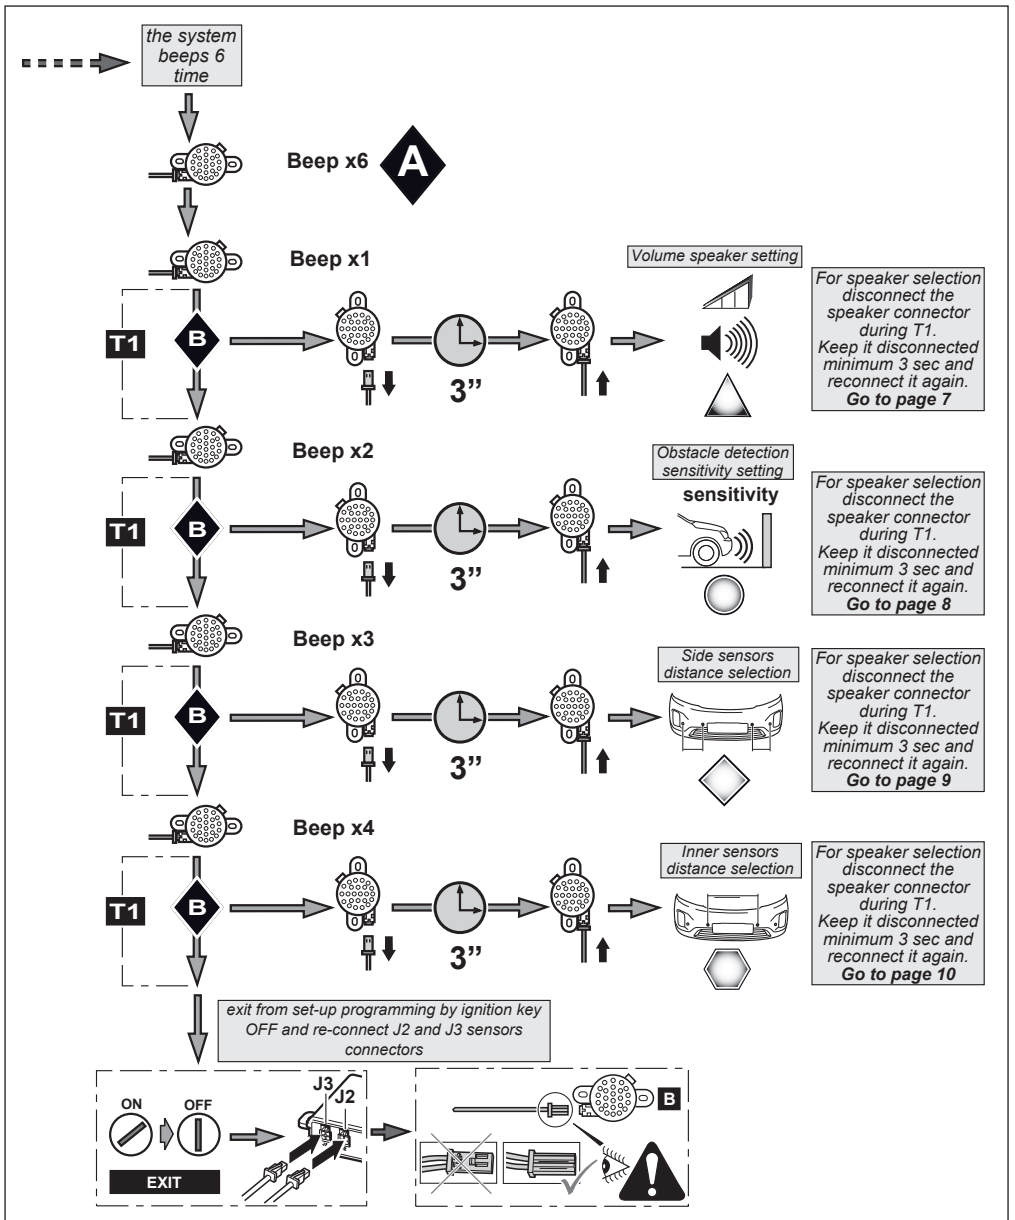 the system
beeps 6
time
Beep x6
A
Beep x1
T1
B
3”
Volume speaker setting
For speaker selection
disconnect the
speaker connector
during T1.
Keep it disconnected
minimum 3 sec and
reconnect it again.
Go to page 7
Beep x2
T1
B
3”
Obstacle detection
sensitivity setting
sensitivity
For speaker selection
disconnect the
speaker connector
during T1.
Keep it disconnected
minimum 3 sec and
reconnect it again.
Go to page 8
Beep x3
T1
B
3”
Side sensors
distance selection
For speaker selection
disconnect the
speaker connector
during T1.
Keep it disconnected
minimum 3 sec and
reconnect it again.
Go to page 9
Beep x4
T1
B
3”
Inner sensors
distance selection
For speaker selection
disconnect the
speaker connector
during T1.
Keep it disconnected
minimum 3 sec and
reconnect it again.
Go to page 10
exit from set-up programming by ignition key
OFF and re-connect J2 and J3 sensors
connectors
ON
OFF
EXIT
J3
J2
B